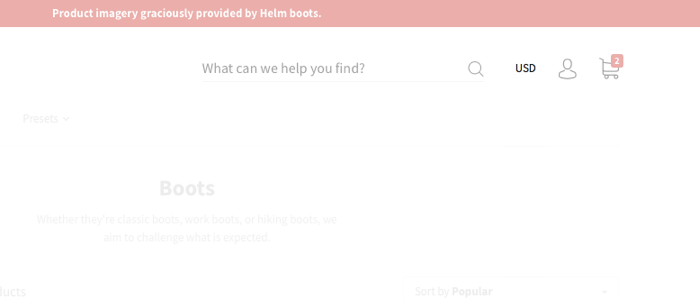 Product imagery graciously provided by Helm boots.
What can we help you find?
USD
2
Presets
Boots
Whether they're classic boots, work boots, or hiking boots, we
aim to challenge what is expected.
ducts
Sort by Popular